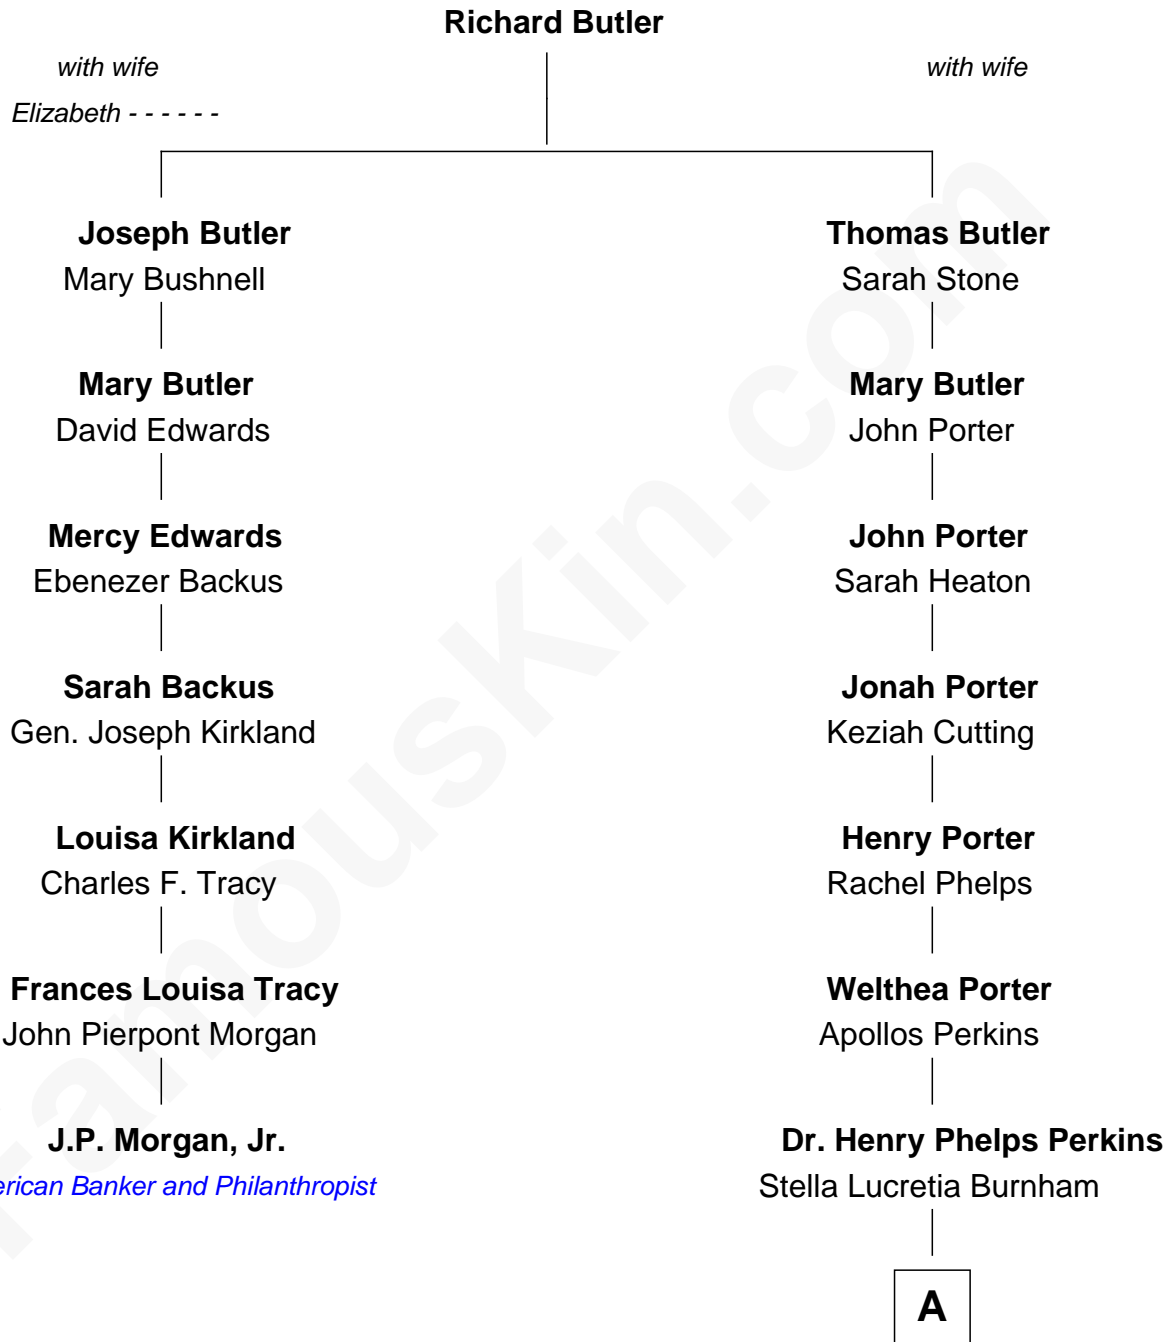 Richard Butler
with wife
with wife
Elizabeth - - - - - -
Joseph Butler
Mary Bushnell
Thomas Butler
Sarah Stone
Mary Butler
David Edwards
Mary Butler
John Porter
Mercy Edwards
Ebenezer Backus
John Porter
Sarah Heaton
Sarah Backus
Gen. Joseph Kirkland
Jonah Porter
Keziah Cutting
Louisa Kirkland
Charles F. Tracy
Henry Porter
Rachel Phelps
Frances Louisa Tracy
John Pierpont Morgan
Welthea Porter
Apollos Perkins
J.P. Morgan, Jr.
erican Banker and Philanthropist
Dr. Henry Phelps Perkins
Stella Lucretia Burnham
A
FamousKin.com